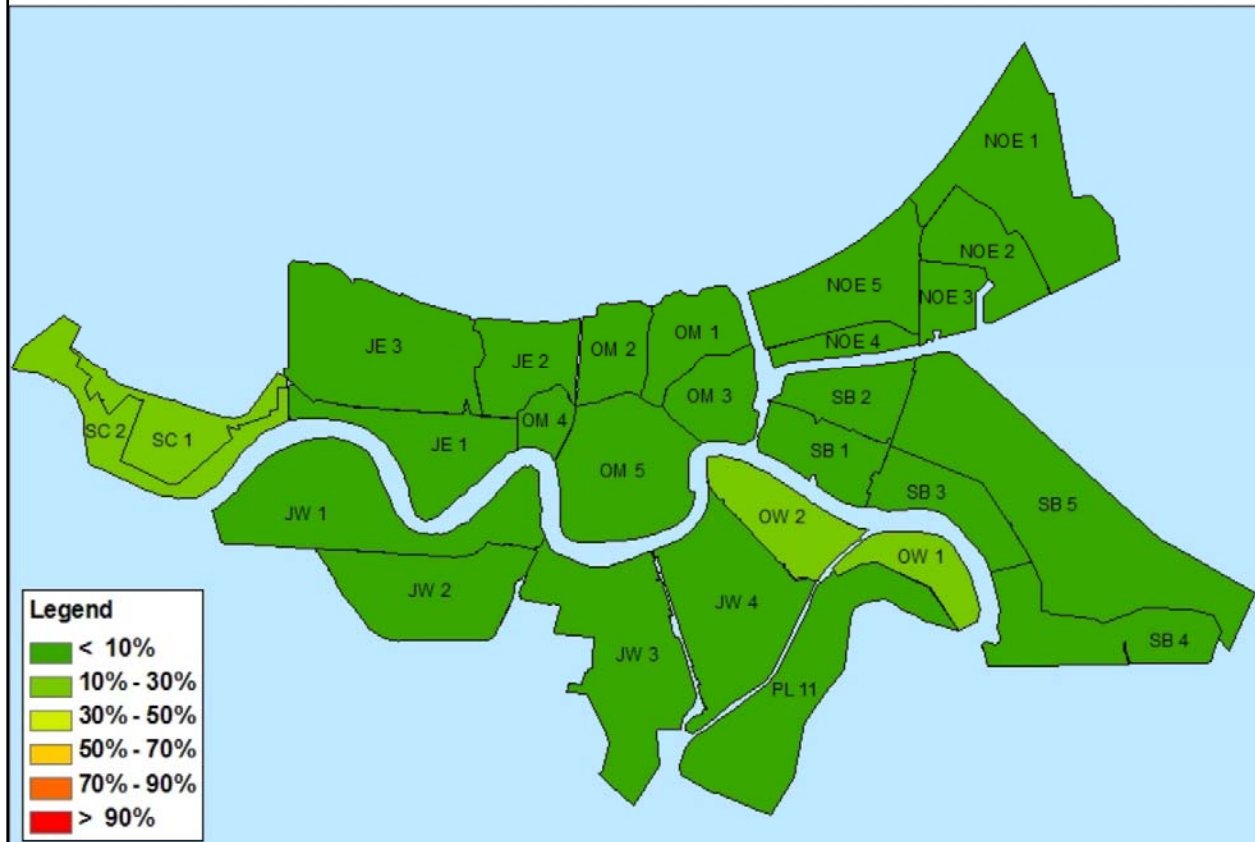 NOE 1
NOE 2
NOE 5
NOE 3
NOE 4
JE 3
JE 2
OM 2
OM 1
OM 3
OM 4
SB 2
SC 2
SC 1
JE 1
OM 5
SB 1
SB 3
SB 5
JW 1
OW 2
OW 1
JW 2
JW 4
JW 3
SB 4
PL 11
Legend
< 10%
10% - 30%
30% - 50%
50% - 70%
70% - 90%
> 90%